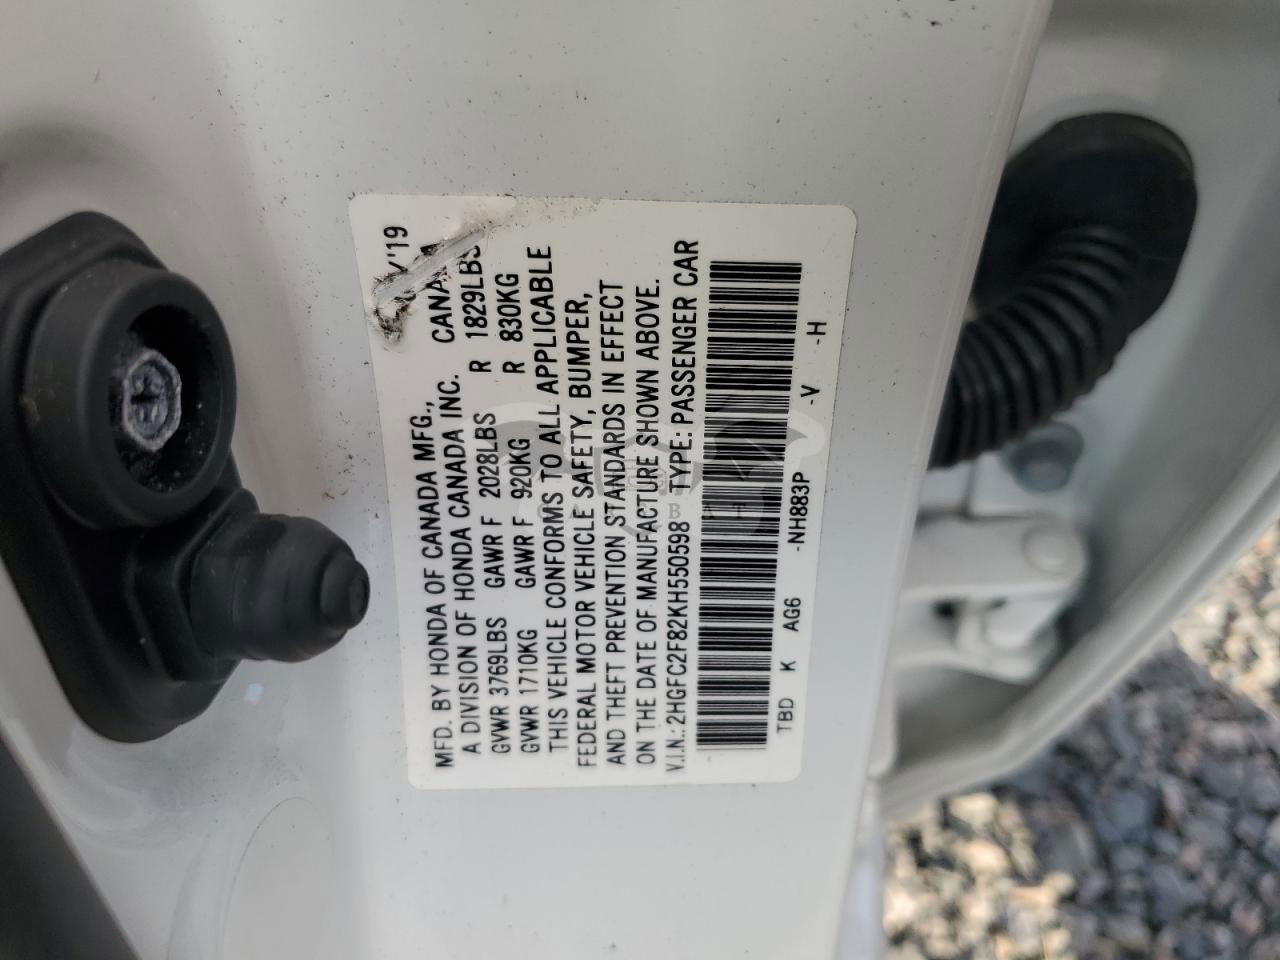 /'19
MFD. BY HONDA OF CANADA MFG.,
A DIVISION OF HONDA CANADA INC.
GVWR 3769LBS GAWR F 2028LBS R 1829LBS
GVWR 1710KG GAWR F 920KG R 830KG
THIS VEHICLE CONFORMS TO ALL APPLICABLE
FEDERAL MOTOR VEHICLE SAFETY, BUMPER,
AND THEFT PREVENTION STANDARDS IN EFFECT
ON THE DATE OF MANUFACTURE SHOWN ABOVE.
V.I.N.: 2HGFC2F82KH550598 TYPE: PASSENGER CAR
TBD K AG6 -NH883P -V -H